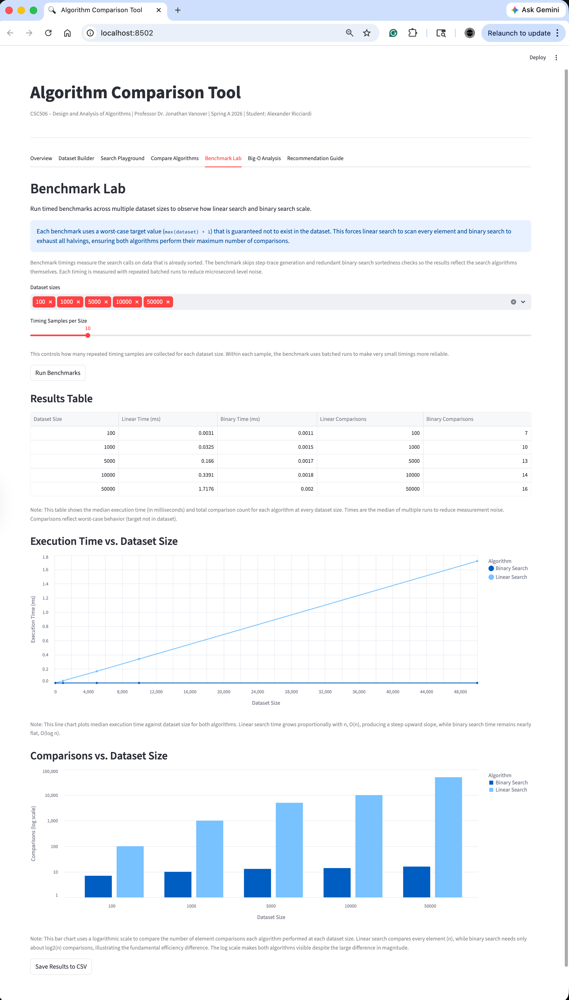 Algorithm Comparison Tool
Ask Gemini
localhost:8502
Relaunch to update
Deploy
Algorithm Comparison Tool
CSC506 – Design and Analysis of Algorithms | Professor Dr. Jonathan Vanover | Spring A 2026 | Student: Alexander Ricciardi
Overview Dataset Builder Search Playground Compare Algorithms Benchmark Lab Big-O Analysis Recommendation Guide
Benchmark Lab
Run timed benchmarks across multiple dataset sizes to observe how linear search and binary search scale.
Each benchmark uses a worst-case target value (max(dataset) + 1) that is guaranteed not to exist in the dataset. This forces linear search to scan every element and binary search to
exhaust all halvings, ensuring both algorithms perform their maximum number of comparisons.
Benchmark timings measure the search calls on data that is already sorted. The benchmark skips step-trace generation and redundant binary-search sortedness checks so the results reflect the search algorithms
themselves. Each timing is measured with repeated batched runs to reduce microsecond-level noise.
Dataset sizes
100 1000 5000 10000 50000
Timing Samples per Size
10
This controls how many repeated timing samples are collected for each dataset size. Within each sample, the benchmark uses batched runs to make very small timings more reliable.
Run Benchmarks
Results Table
Dataset Size Linear Time (ms) Binary Time (ms) Linear Comparisons Binary Comparisons
100 0.0031 0.0011 100 7
1000 0.0325 0.0015 1000 10
5000 0.166 0.0017 5000 13
10000 0.3391 0.0018 10000 14
50000 1.7176 0.002 50000 16
Note: This table shows the median execution time (in milliseconds) and total comparison count for each algorithm at every dataset size. Times are the median of multiple runs to reduce measurement noise.
Comparisons reflect worst-case behavior (target not in dataset).
Execution Time vs. Dataset Size
1.8
1.6
1.4
1.2
1.0
0.8
0.6
0.4
0.2
0.0
Execution Time (ms)
0 4,000 8,000 12,000 16,000 20,000 24,000 28,000 32,000 36,000 40,000 44,000 48,000
Dataset Size
Algorithm
Binary Search
Linear Search
Note: This line chart plots median execution time against dataset size for both algorithms. Linear search time grows proportionally with n, O(n), producing a steep upward slope, while binary search time remains nearly
flat, O(log n).
Comparisons vs. Dataset Size
100,000
10,000
1,000
100
10
1
Comparisons (log scale)
100 1000 5000 10000 50000
Dataset Size
Algorithm
Binary Search
Linear Search
Note: This bar chart uses a logarithmic scale to compare the number of element comparisons each algorithm performed at each dataset size. Linear search compares every element (n), while binary search needs only
about log2(n) comparisons, illustrating the fundamental efficiency difference. The log scale makes both algorithms visible despite the large difference in magnitude.
Save Results to CSV